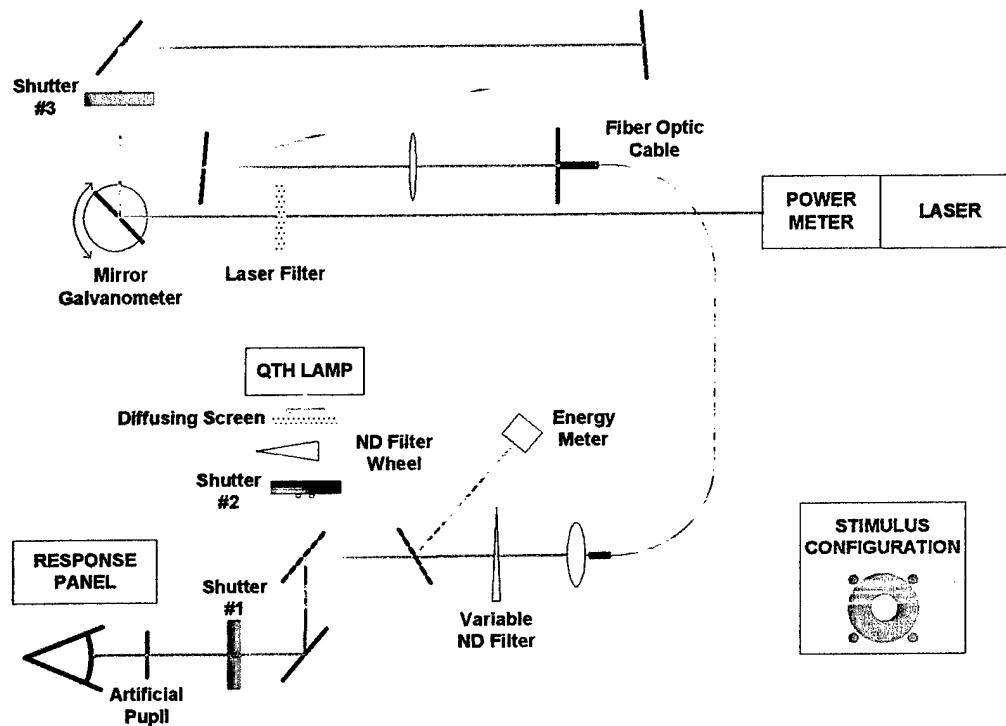 Shutter
#3
Fiber Optic
Cable
POWER
METER
LASER
Mirror
Galvanometer
Laser Filter
QTH LAMP
Diffusing Screen
ND Filter
Wheel
Energy
Meter
Shutter
#2
STIMULUS
CONFIGURATION
RESPONSE
PANEL
Shutter
#1
Variable
ND Filter
Artificial
Pupil